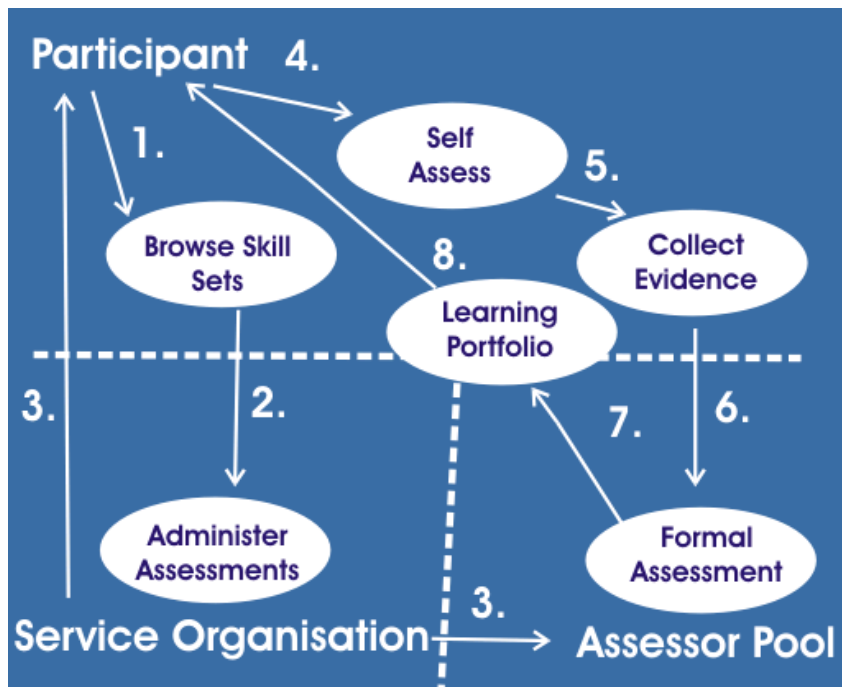 Participant
4.
1.
Self
Assess
5.
Browse Skill
Sets
8.
Collect
Evidence
Learning
Portfolio
3.
2.
7.
6.
Administer
Assessments
Formal
Assessment
3.
Service Organisation
Assessor Pool